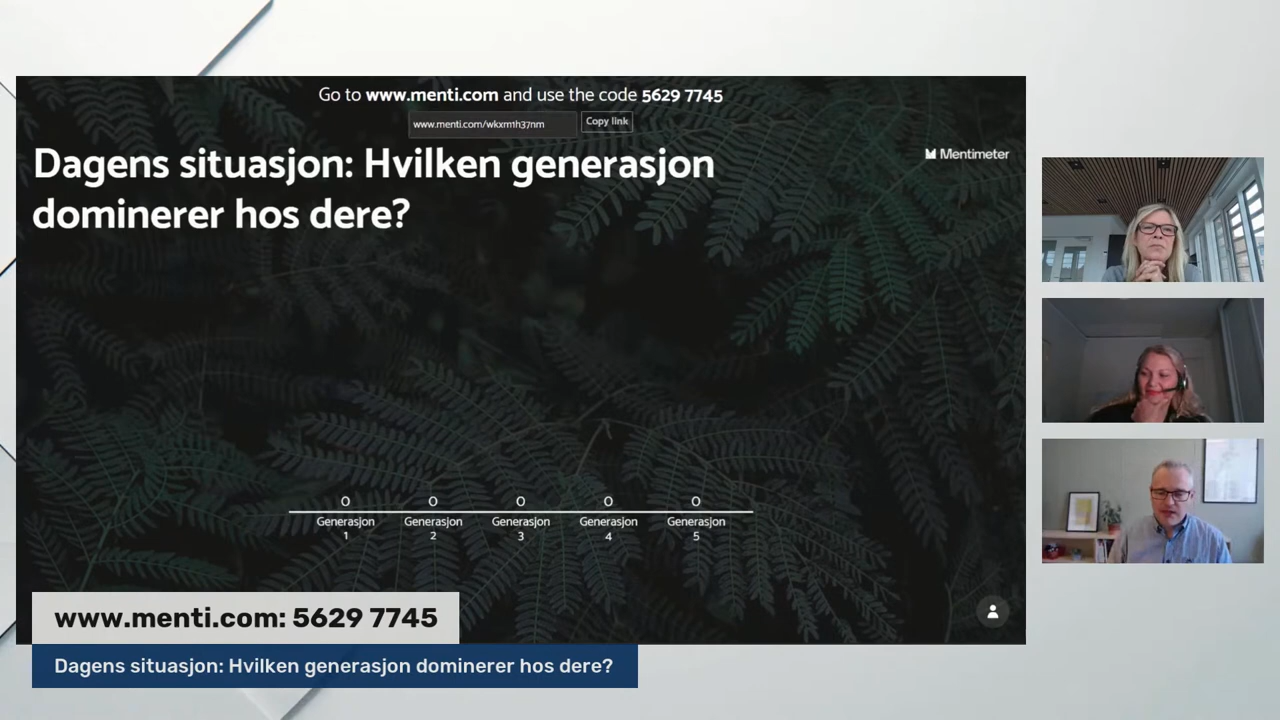 Go to www.menti.com and use the code 5629 7745
www.menti.com/wkxm1h37nm
Copy link
Dagens situasjon: Hvilken generasjon
dominerer hos dere?
Mentimeter
0 0 0 0 0
Generasjon Generasjon Generasjon Generasjon Generasjon
1 2 3 4 5
www.menti.com: 5629 7745
Dagens situasjon: Hvilken generasjon dominerer hos dere?